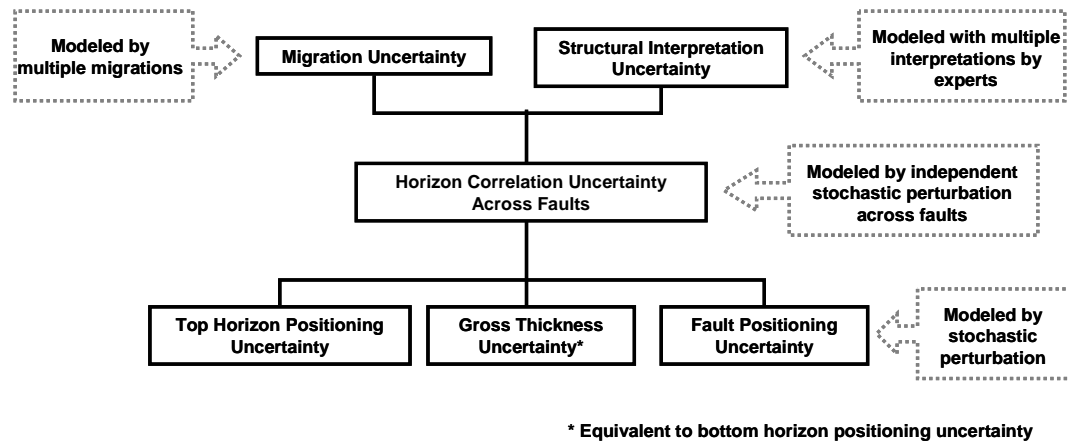 Modeled by
multiple migrations
Migration Uncertainty
Structural Interpretation
Uncertainty
Modeled with multiple
interpretations by
experts
Horizon Correlation Uncertainty
Across Faults
Modeled by independent
stochastic perturbation
across faults
Top Horizon Positioning
Uncertainty
Gross Thickness
Uncertainty*
Fault Positioning
Uncertainty
Modeled by
stochastic
perturbation
* Equivalent to bottom horizon positioning uncertainty